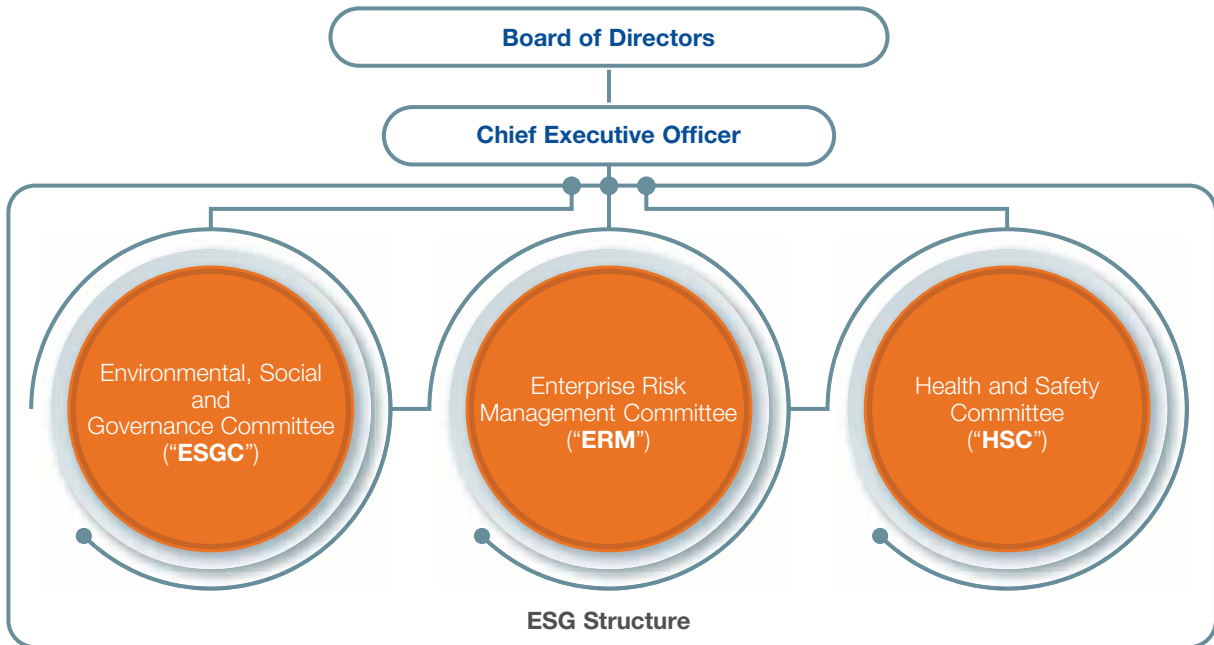 Board of Directors
Chief Executive Officer
Environmental, Social
and
Governance Committee
(“ESGC”)
Enterprise Risk
Management Committee
(“ERM”)
Health and Safety
Committee
(“HSC”)
ESG Structure